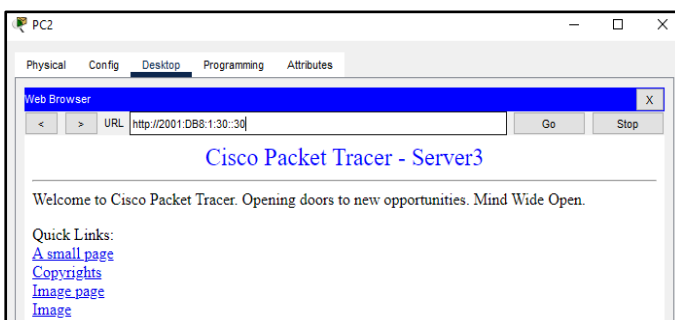 PC2
Physical Config Desktop Programming Attributes
Web Browser X
< > URL http://2001:DB8:1:30::30 Go Stop
Cisco Packet Tracer - Server3
Welcome to Cisco Packet Tracer. Opening doors to new opportunities. Mind Wide Open.
Quick Links:
A small page
Copyrights
Image page
Image